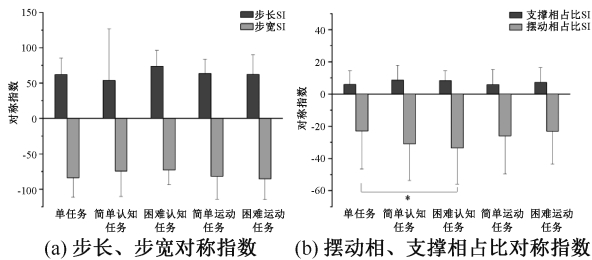 150
100
50
0
-50
-100
对称指数
步长SI
步宽SI
单任务 简单认知 困难认知 简单运动 困难运动
任务 任务 任务 任务
(a) 步长、步宽对称指数
40
20
0
-20
-40
-60
对称指数
支撑相占比SI
摆动相占比SI
*
单任务 简单认知 困难认知 简单运动 困难运动
任务 任务 任务 任务
(b) 摆动相、支撑相占比对称指数